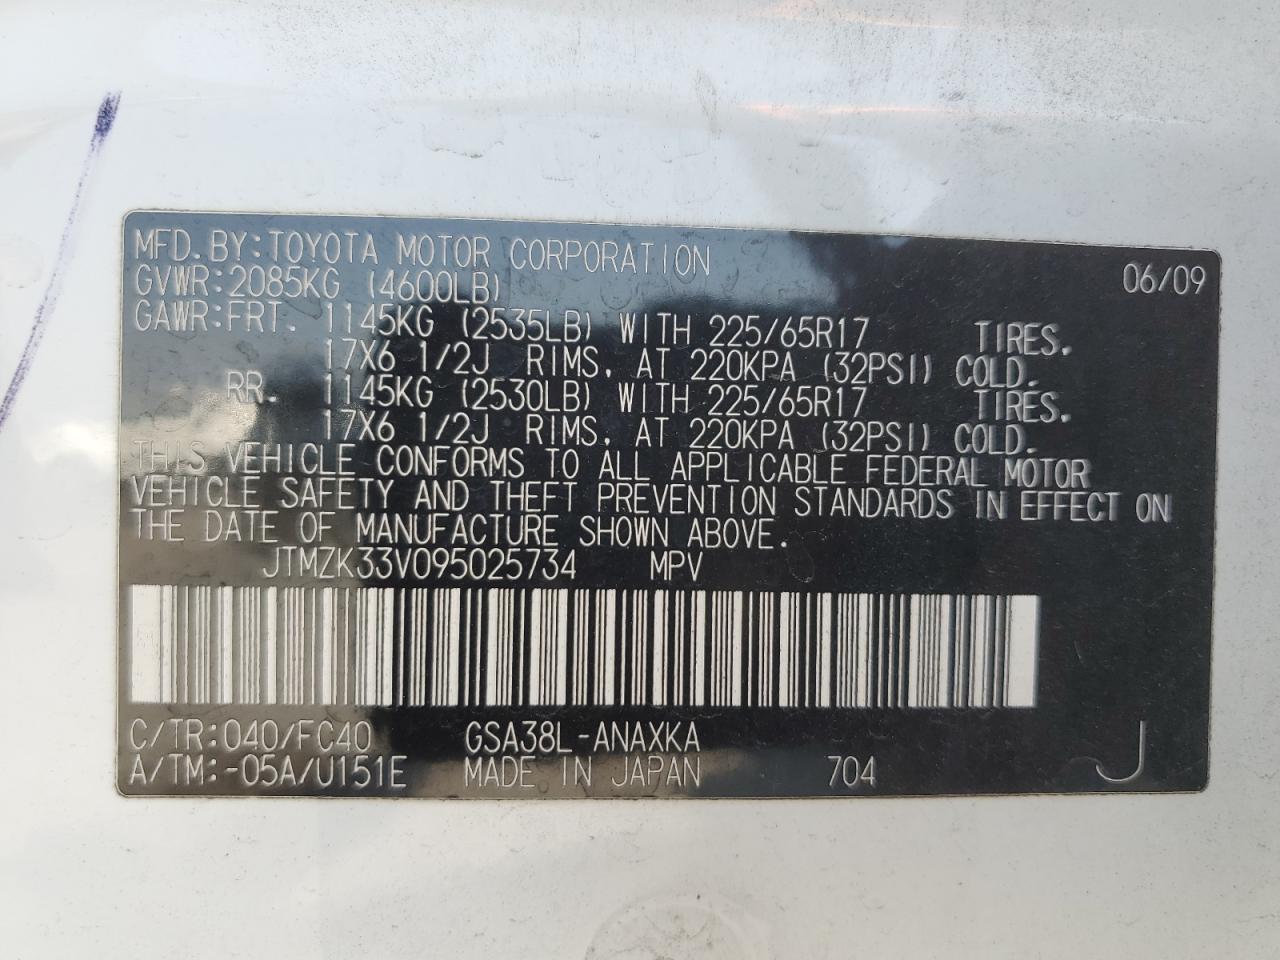 MFD. BY: TOYOTA MOTOR CORPORATION 06/09
GVWR: 2085KG (4600LB)
GAWR: FRT. 1145KG (2535LB) WITH 225/65R17 TIRES.
17X6 1/2J RIMS, AT 220KPA (32PSI) COLD.
RR. 1145KG (2530LB) WITH 225/65R17 TIRES.
17X6 1/2J RIMS, AT 220KPA (32PSI) COLD.
THIS VEHICLE CONFORMS TO ALL APPLICABLE FEDERAL MOTOR
VEHICLE SAFETY AND THEFT PREVENTION STANDARDS IN EFFECT ON
THE DATE OF MANUFACTURE SHOWN ABOVE.
JTMZK33V095025734 MPV
C/TR: 040/FC40 GSA38L-ANAXKA
A/TM: -05A/U151E MADE IN JAPAN 704 J